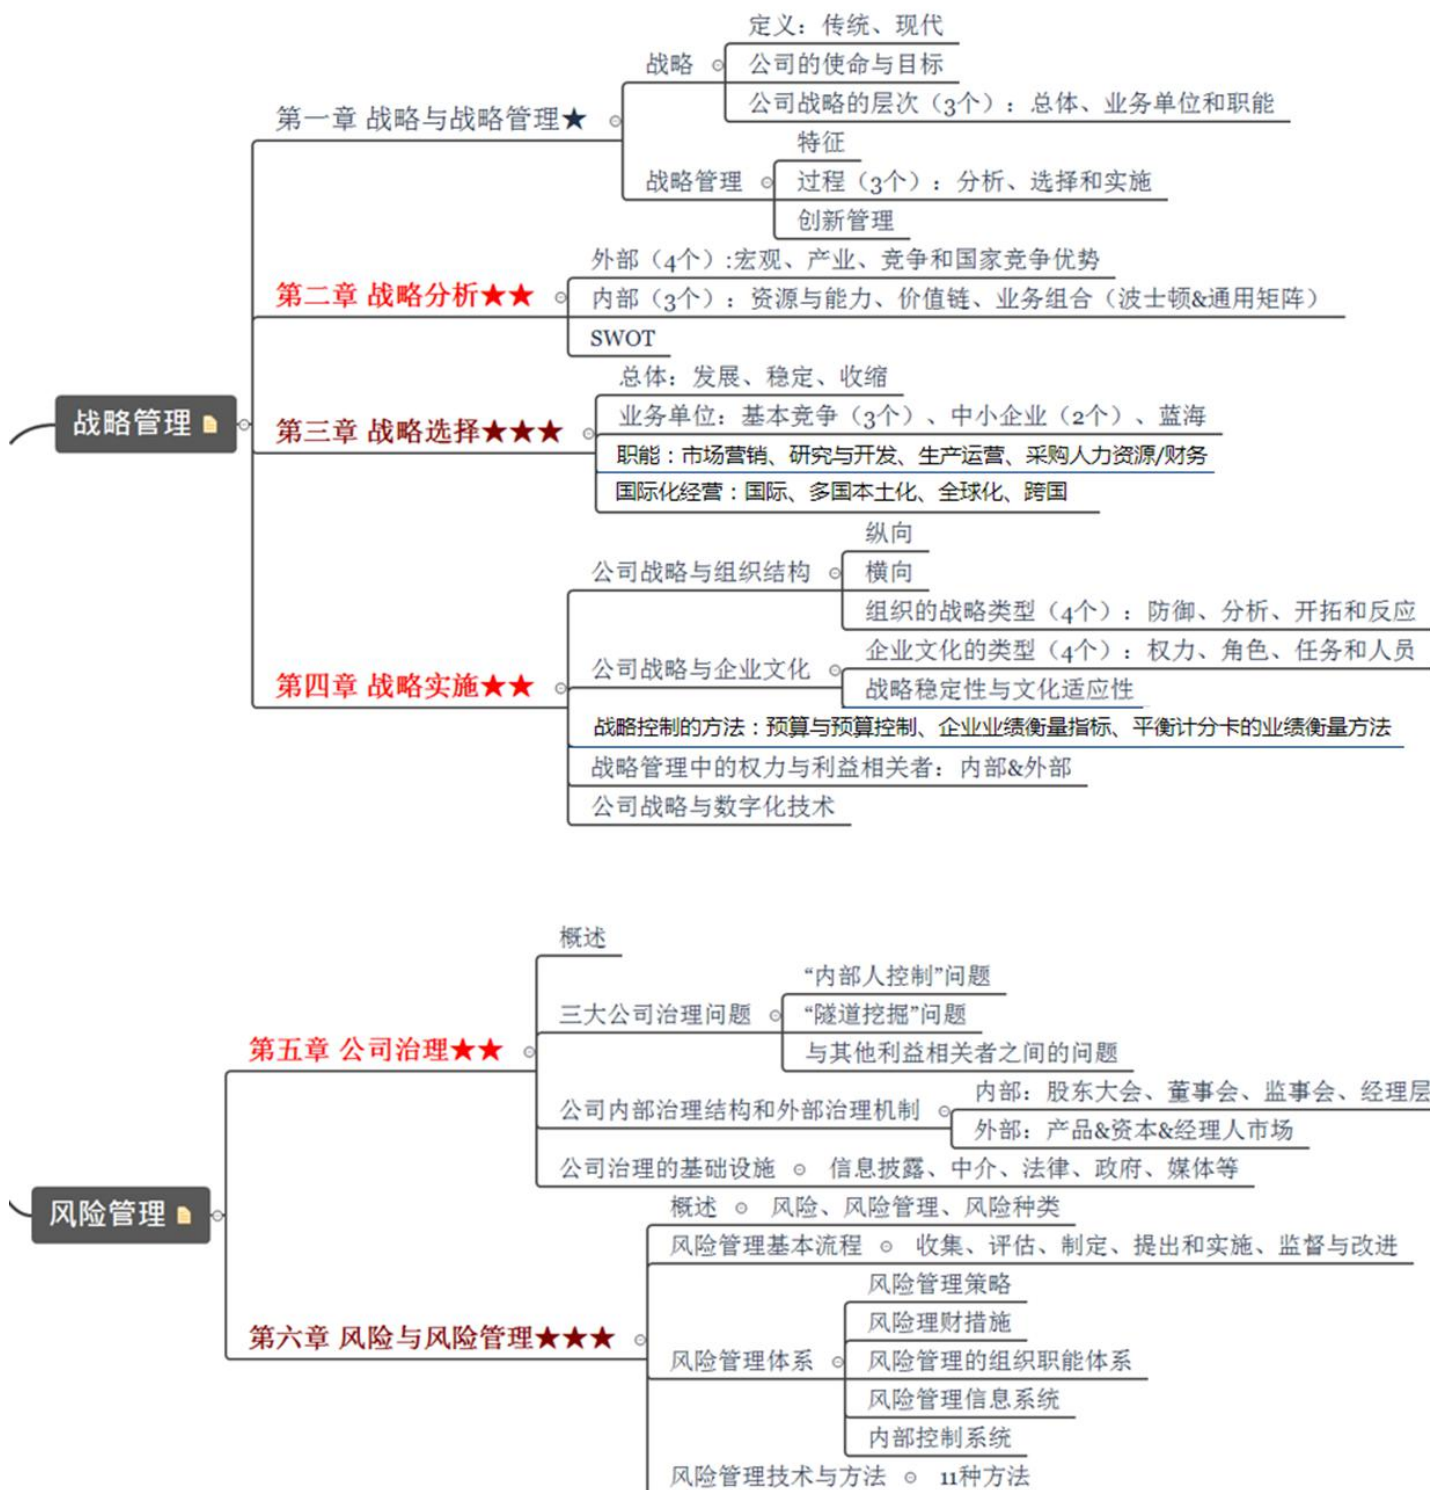 战略管理
第一章 战略与战略管理★
战略
定义：传统、现代
公司的使命与目标
公司战略的层次（3个）：总体、业务单位和职能
战略管理
特征
过程（3个）：分析、选择和实施
创新管理
第二章 战略分析★★
外部（4个）:宏观、产业、竞争和国家竞争优势
内部（3个）：资源与能力、价值链、业务组合（波士顿&通用矩阵）
SWOT
第三章 战略选择★★★
总体：发展、稳定、收缩
业务单位：基本竞争（3个）、中小企业（2个）、蓝海
职能：市场营销、研究与开发、生产运营、采购人力资源/财务
国际化经营：国际、多国本土化、全球化、跨国
第四章 战略实施★★
公司战略与组织结构
纵向
横向
组织的战略类型（4个）：防御、分析、开拓和反应
公司战略与企业文化
企业文化的类型（4个）：权力、角色、任务和人员
战略稳定性与文化适应性
战略控制的方法：预算与预算控制、企业业绩衡量指标、平衡计分卡的业绩衡量方法
战略管理中的权力与利益相关者：内部&外部
公司战略与数字化技术
风险管理
第五章 公司治理★★
概述
三大公司治理问题
“内部人控制”问题
“隧道挖掘”问题
与其他利益相关者之间的问题
公司内部治理结构和外部治理机制
内部：股东大会、董事会、监事会、经理层
外部：产品&资本&经理人市场
公司治理的基础设施
信息披露、中介、法律、政府、媒体等
第六章 风险与风险管理★★★
概述
风险、风险管理、风险种类
风险管理基本流程
收集、评估、制定、提出和实施、监督与改进
风险管理体系
风险管理策略
风险理财措施
风险管理的组织职能体系
风险管理信息系统
内部控制系统
风险管理技术与方法
11种方法